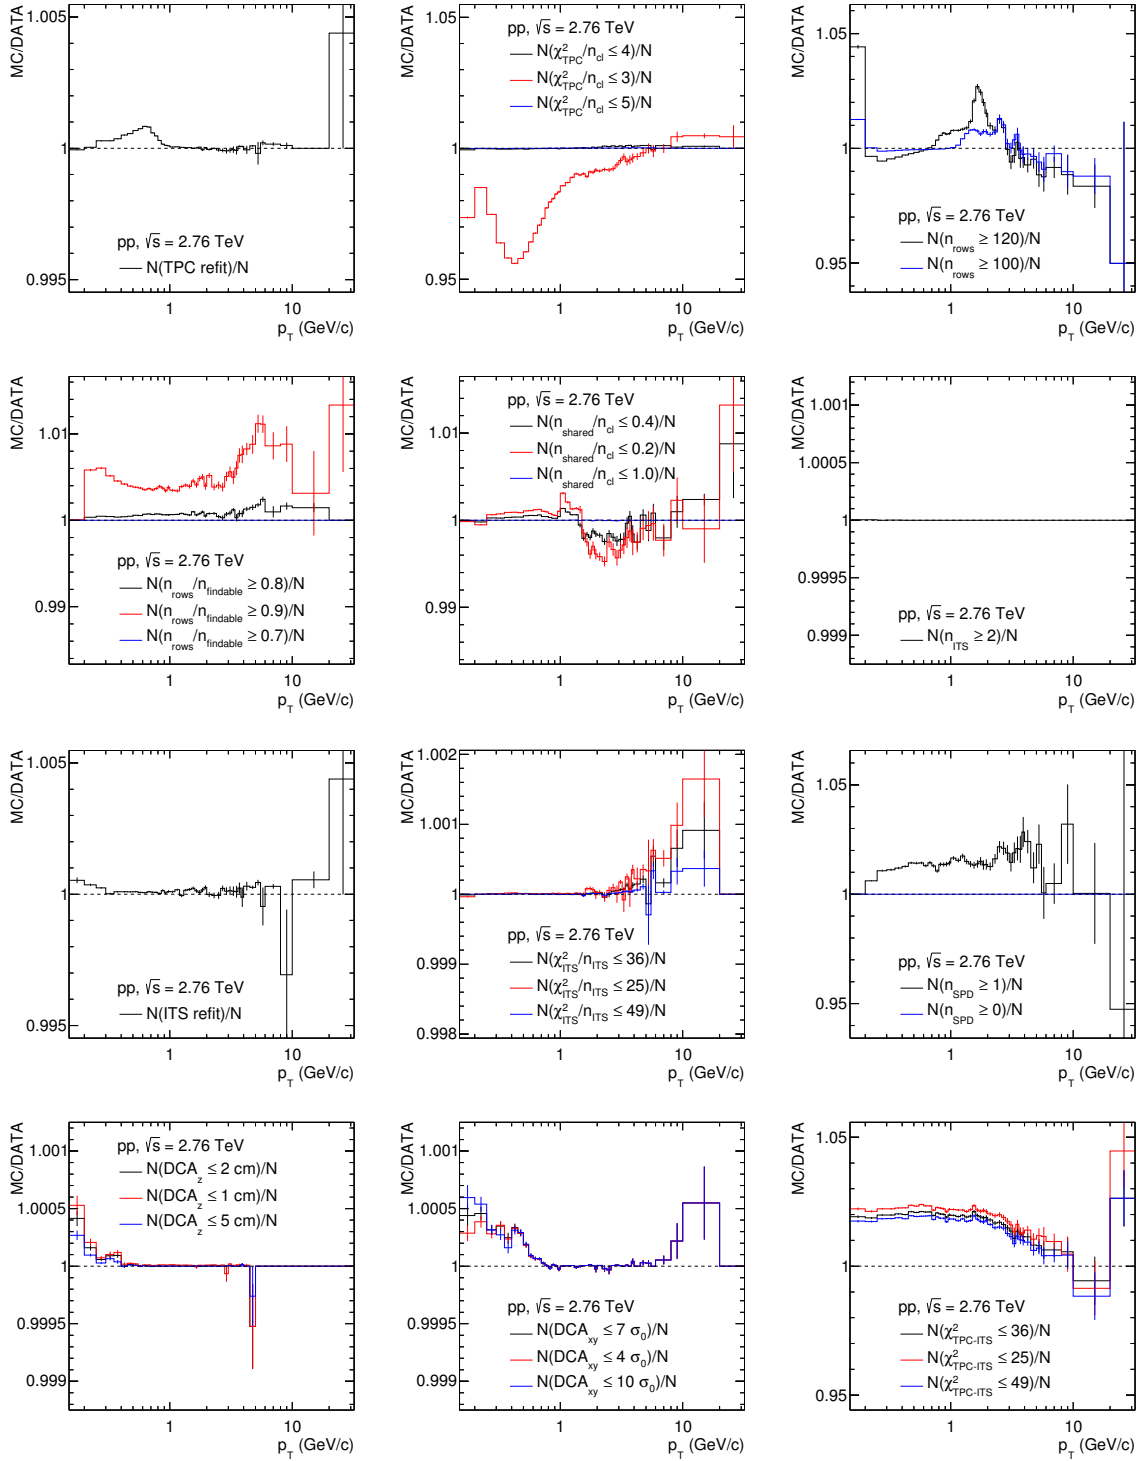 MC/DATA
1.005
1
0.995
pp, √s = 2.76 TeV
N(TPC refit)/N
1
10
p_T (GeV/c)
MC/DATA
1.05
1
0.95
pp, √s = 2.76 TeV
N(χ²_TPC/n_cl ≤ 4)/N
N(χ²_TPC/n_cl ≤ 3)/N
N(χ²_TPC/n_cl ≤ 5)/N
1
10
p_T (GeV/c)
MC/DATA
1.05
1
0.95
pp, √s = 2.76 TeV
N(n_rows ≥ 120)/N
N(n_rows ≥ 100)/N
1
10
p_T (GeV/c)
MC/DATA
1.01
1
0.99
pp, √s = 2.76 TeV
N(n_rows/n_findable ≥ 0.8)/N
N(n_rows/n_findable ≥ 0.9)/N
N(n_rows/n_findable ≥ 0.7)/N
1
10
p_T (GeV/c)
MC/DATA
1.01
1
0.99
pp, √s = 2.76 TeV
N(n_shared/n_cl ≤ 0.4)/N
N(n_shared/n_cl ≤ 0.2)/N
N(n_shared/n_cl ≤ 1.0)/N
1
10
p_T (GeV/c)
MC/DATA
1.001
1.0005
1
0.9995
0.999
pp, √s = 2.76 TeV
N(n_ITS ≥ 2)/N
1
10
p_T (GeV/c)
MC/DATA
1.005
1
0.995
pp, √s = 2.76 TeV
N(ITS refit)/N
1
10
p_T (GeV/c)
MC/DATA
1.002
1.001
1
0.999
0.998
pp, √s = 2.76 TeV
N(χ²_ITS/n_ITS ≤ 36)/N
N(χ²_ITS/n_ITS ≤ 25)/N
N(χ²_ITS/n_ITS ≤ 49)/N
1
10
p_T (GeV/c)
MC/DATA
1.05
1
0.95
pp, √s = 2.76 TeV
N(n_SPD ≥ 1)/N
N(n_SPD ≥ 0)/N
1
10
p_T (GeV/c)
MC/DATA
1.001
1.0005
1
0.9995
0.999
pp, √s = 2.76 TeV
N(DCA_z ≤ 2 cm)/N
N(DCA_z ≤ 1 cm)/N
N(DCA_z ≤ 5 cm)/N
1
10
p_T (GeV/c)
MC/DATA
1.001
1.0005
1
0.9995
0.999
pp, √s = 2.76 TeV
N(DCA_xy ≤ 7 σ₀)/N
N(DCA_xy ≤ 4 σ₀)/N
N(DCA_xy ≤ 10 σ₀)/N
1
10
p_T (GeV/c)
MC/DATA
1.05
1
0.95
pp, √s = 2.76 TeV
N(χ²_TPC-ITS ≤ 36)/N
N(χ²_TPC-ITS ≤ 25)/N
N(χ²_TPC-ITS ≤ 49)/N
1
10
p_T (GeV/c)